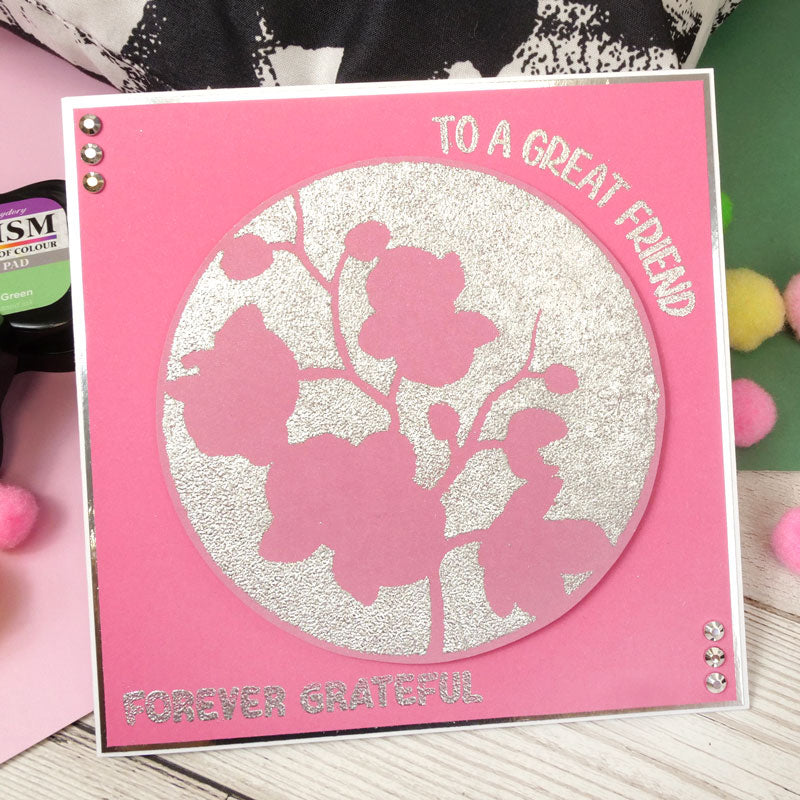 TO A GREAT FRIEND
ISM
OF COLOUR
PAD
Green
FOREVER GRATEFUL